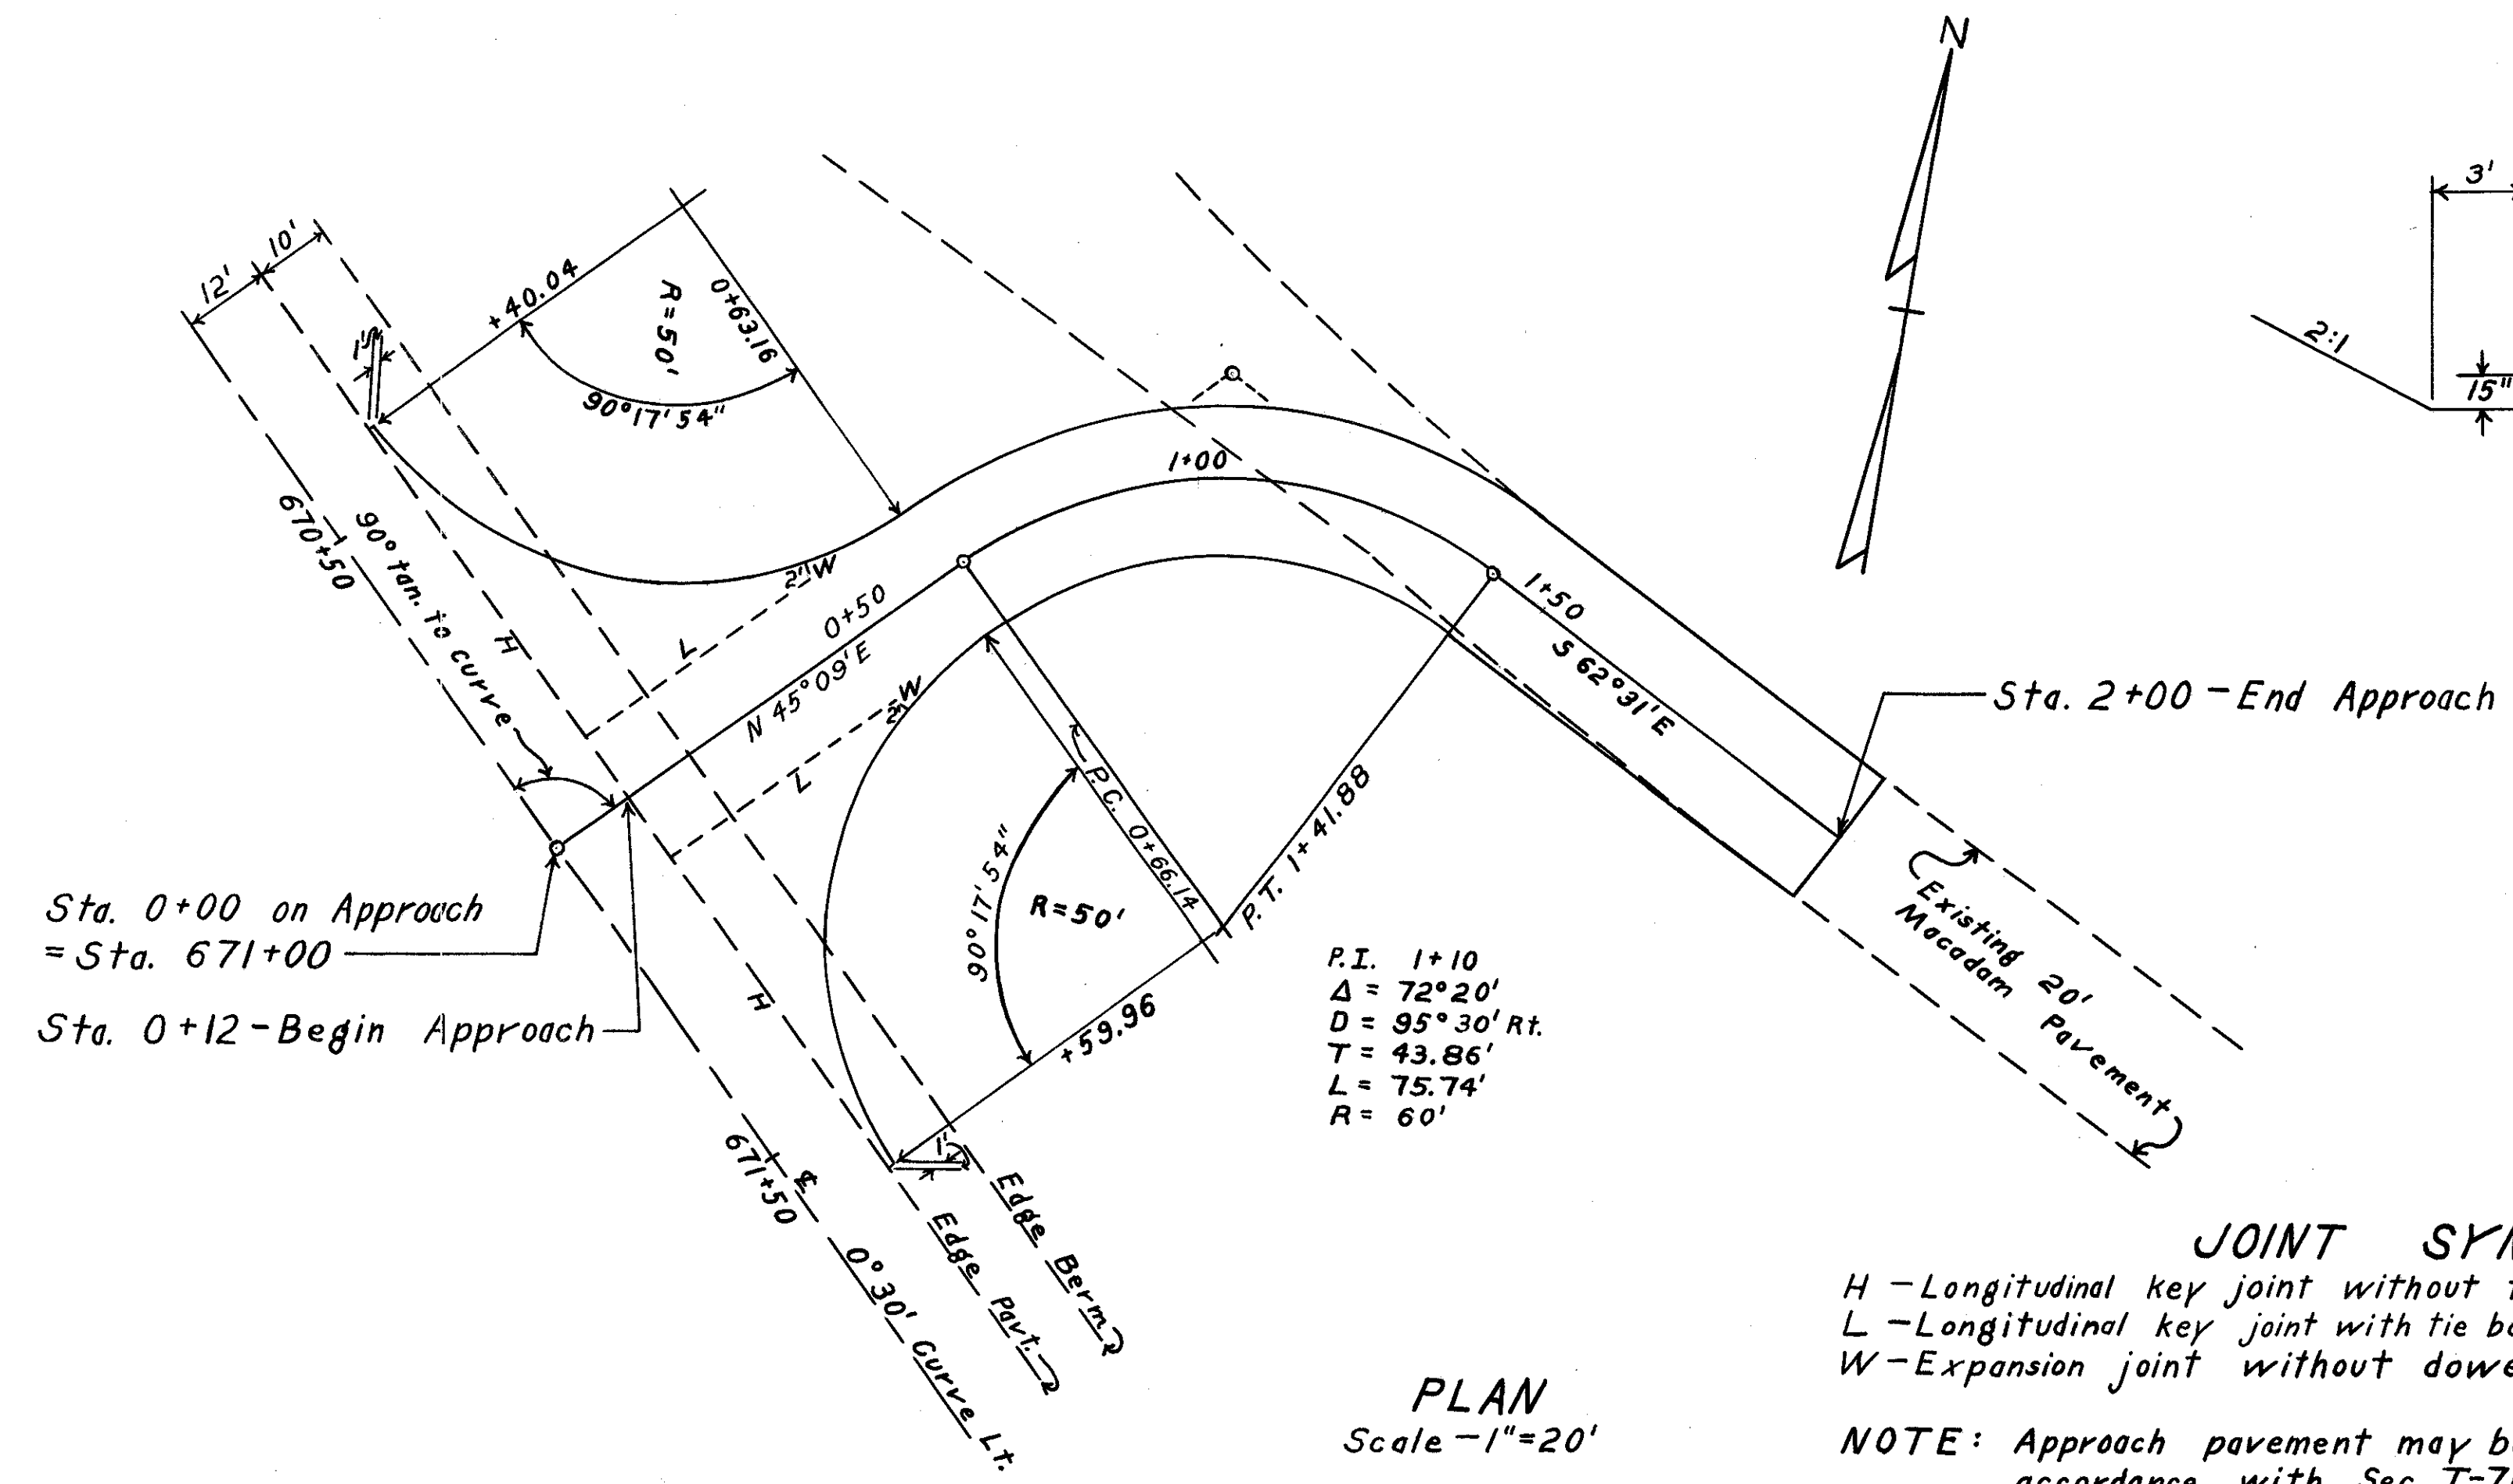 N
3'
10'
12'
+40.04
R=50'
0+63.16
90°17'54"
1'
2:1
15"
1+00
670+50
90° tan. to curve
H
2" W
L
0+50
N 45°09'E
2" W
L
1+50
S 62°31'E
Sta. 2+00-End Approach
P.C. 0+66.14
P.T. 1+41.88
90°17'54"
R=50'
Sta. 0+00 on Approach
= Sta. 671+00
Sta. 0+12-Begin Approach
H
+59.96
1'
Existing 20'
Macadam Pavement
P.I. 1+10
Δ = 72°20'
D = 95°30' Rt.
T = 43.86'
L = 75.74'
R = 60'
671+50
0°30' Curve Lt.
Edge Pavt.
Edge Berm
JOINT
H -Longitudinal key joint without
L -Longitudinal key joint with tie
W -Expansion joint without
PLAN
Scale -1"=20'
NOTE: Approach pavement may
accordance with Sec.